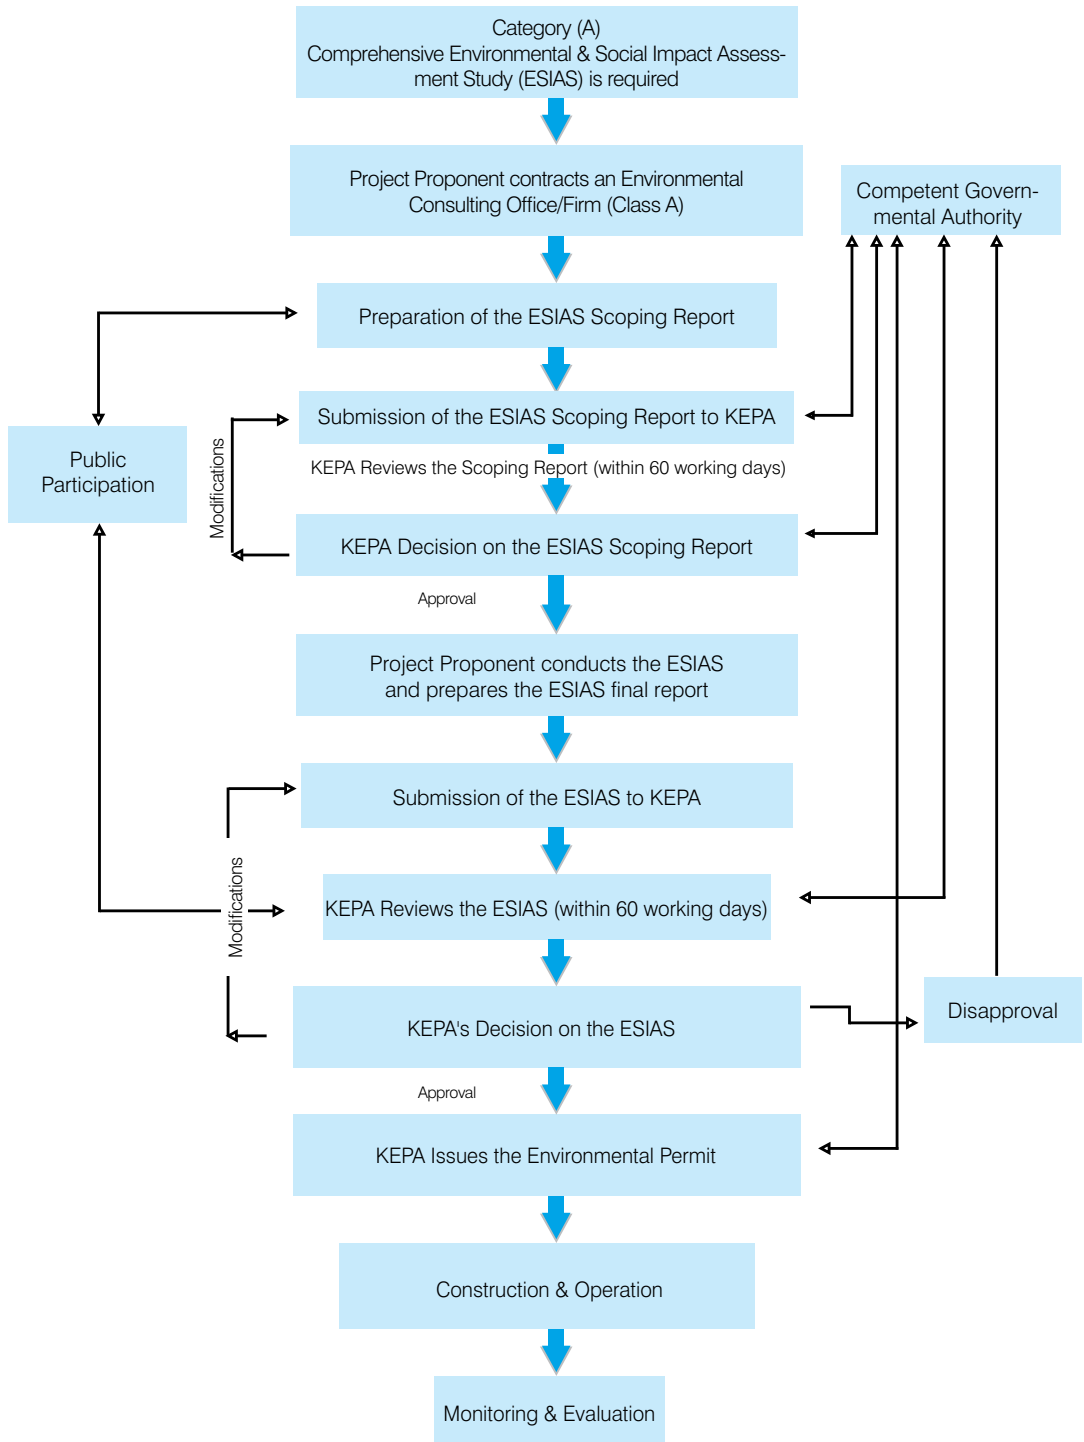 Category (A)
Comprehensive Environmental & Social Impact Assess-
ment Study (ESIAS) is required
Project Proponent contracts an Environmental
Consulting Office/Firm (Class A)
Competent Govern-
mental Authority
Preparation of the ESIAS Scoping Report
Submission of the ESIAS Scoping Report to KEPA
Public
Participation
Modifications
KEPA Reviews the Scoping Report (within 60 working days)
KEPA Decision on the ESIAS Scoping Report
Approval
Project Proponent conducts the ESIAS
and prepares the ESIAS final report
Submission of the ESIAS to KEPA
Modifications
KEPA Reviews the ESIAS (within 60 working days)
KEPA's Decision on the ESIAS
Disapproval
Approval
KEPA Issues the Environmental Permit
Construction & Operation
Monitoring & Evaluation